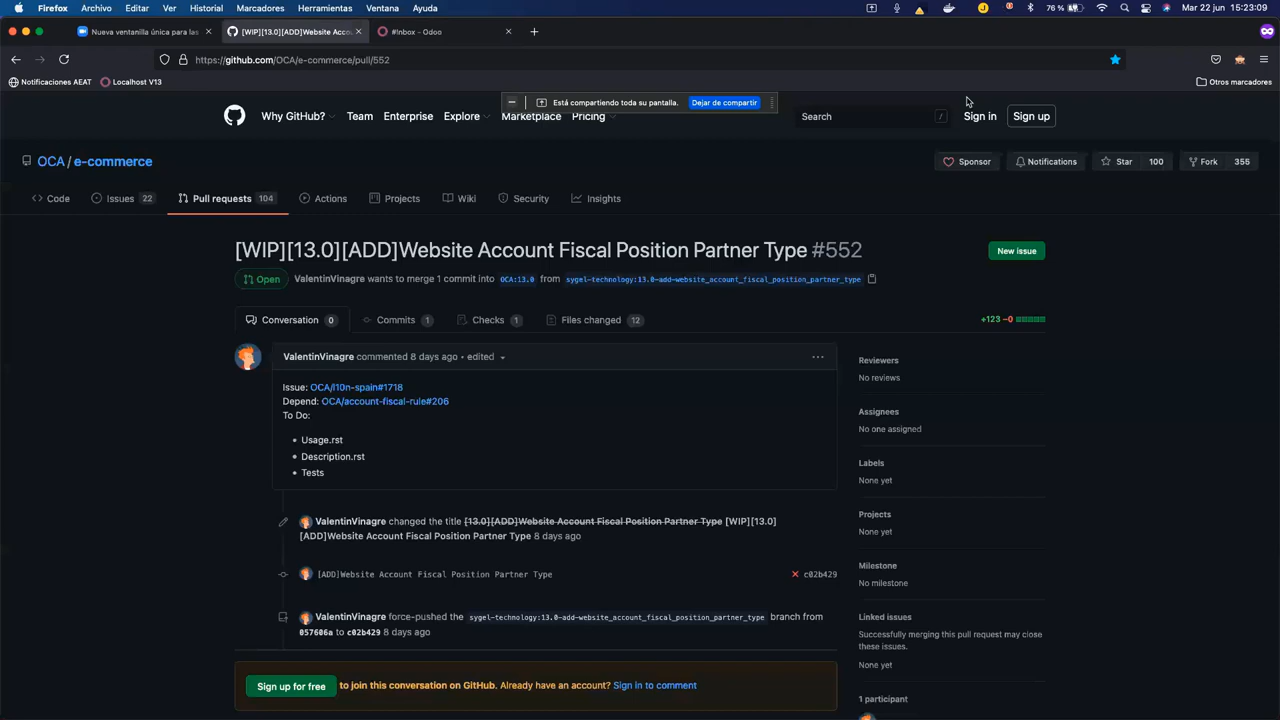 Firefox Archivo Editar Ver Historial Marcadores Herramientas Ventana Ayuda 76 % Mar 22 jun 15:23:09
Nueva ventanilla única para las
[WIP][13.0][ADD]Website Acco
#Inbox - Odoo
https://github.com/OCA/e-commerce/pull/552
Notificaciones AEAT Localhost V13 Otros marcadores
Está compartiendo toda su pantalla. Dejar de compartir
Why GitHub? Team Enterprise Explore Marketplace Pricing Search / Sign in Sign up
OCA / e-commerce Sponsor Notifications Star 100 Fork 355
Code Issues 22 Pull requests 104 Actions Projects Wiki Security Insights
[WIP][13.0][ADD]Website Account Fiscal Position Partner Type #552 New issue
Open ValentinVinagre wants to merge 1 commit into OCA:13.0 from sygel-technology:13.0-add-website_account_fiscal_position_partner_type
Conversation 0 Commits 1 Checks 1 Files changed 12 +123 −0
ValentinVinagre commented 8 days ago • edited
Issue: OCA/l10n-spain#1718
Depend: OCA/account-fiscal-rule#206
To Do:
• Usage.rst
• Description.rst
• Tests
ValentinVinagre changed the title [13.0][ADD]Website Account Fiscal Position Partner Type [WIP][13.0]
[ADD]Website Account Fiscal Position Partner Type 8 days ago
[ADD]Website Account Fiscal Position Partner Type c02b429
ValentinVinagre force-pushed the sygel-technology:13.0-add-website_account_fiscal_position_partner_type branch from
057606a to c02b429 8 days ago
Sign up for free to join this conversation on GitHub. Already have an account? Sign in to comment
Reviewers
No reviews
Assignees
No one assigned
Labels
None yet
Projects
None yet
Milestone
No milestone
Linked issues
Successfully merging this pull request may close
these issues.
None yet
1 participant